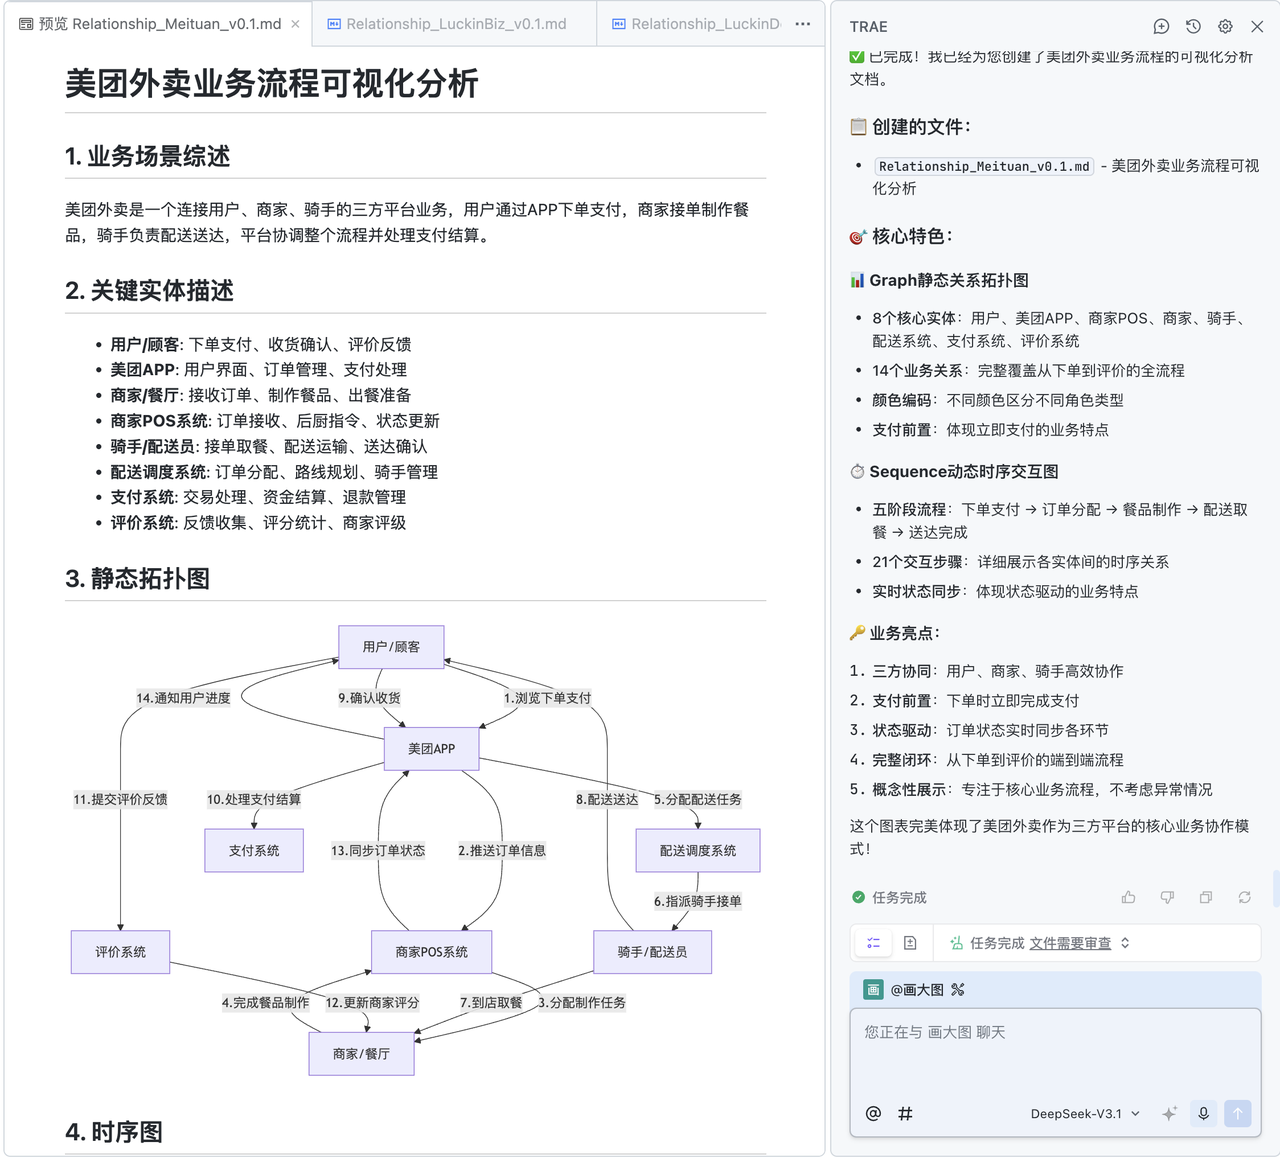 预览 Relationship_Meituan_v0.1.md
Relationship_LuckinBiz_v0.1.md
Relationship_LuckinD
美团外卖业务流程可视化分析
1. 业务场景综述
美团外卖是一个连接用户、商家、骑手的三方平台业务，用户通过APP下单支付，商家接单制作餐
品，骑手负责配送送达，平台协调整个流程并处理支付结算。
2. 关键实体描述
• 用户/顾客: 下单支付、收货确认、评价反馈
• 美团APP: 用户界面、订单管理、支付处理
• 商家/餐厅: 接收订单、制作餐品、出餐准备
• 商家POS系统: 订单接收、后厨指令、状态更新
• 骑手/配送员: 接单取餐、配送运输、送达确认
• 配送调度系统: 订单分配、路线规划、骑手管理
• 支付系统: 交易处理、资金结算、退款管理
• 评价系统: 反馈收集、评分统计、商家评级
3. 静态拓扑图
用户/顾客
14.通知用户进度
9.确认收货
1.浏览下单支付
美团APP
11.提交评价反馈
10.处理支付结算
8.配送送达
5.分配配送任务
支付系统
13.同步订单状态
2.推送订单信息
配送调度系统
6.指派骑手接单
评价系统
商家POS系统
骑手/配送员
4.完成餐品制作
12.更新商家评分
7.到店取餐
3.分配制作任务
商家/餐厅
4. 时序图
TRAE
已完成！我已经为您创建了美团外卖业务流程的可视化分析
文档。
创建的文件：
• Relationship_Meituan_v0.1.md - 美团外卖业务流程可视
化分析
核心特色：
Graph静态关系拓扑图
• 8个核心实体：用户、美团APP、商家POS、商家、骑手、
配送系统、支付系统、评价系统
• 14个业务关系：完整覆盖从下单到评价的全流程
• 颜色编码：不同颜色区分不同角色类型
• 支付前置：体现立即支付的业务特点
Sequence动态时序交互图
• 五阶段流程：下单支付 → 订单分配 → 餐品制作 → 配送取
餐 → 送达完成
• 21个交互步骤：详细展示各实体间的时序关系
• 实时状态同步：体现状态驱动的业务特点
业务亮点：
1. 三方协同：用户、商家、骑手高效协作
2. 支付前置：下单时立即完成支付
3. 状态驱动：订单状态实时同步各环节
4. 完整闭环：从下单到评价的端到端流程
5. 概念性展示：专注于核心业务流程，不考虑异常情况
这个图表完美体现了美团外卖作为三方平台的核心业务协作模
式！
任务完成
任务完成 文件需要审查
画 @画大图
您正在与 画大图 聊天
@ # DeepSeek-V3.1